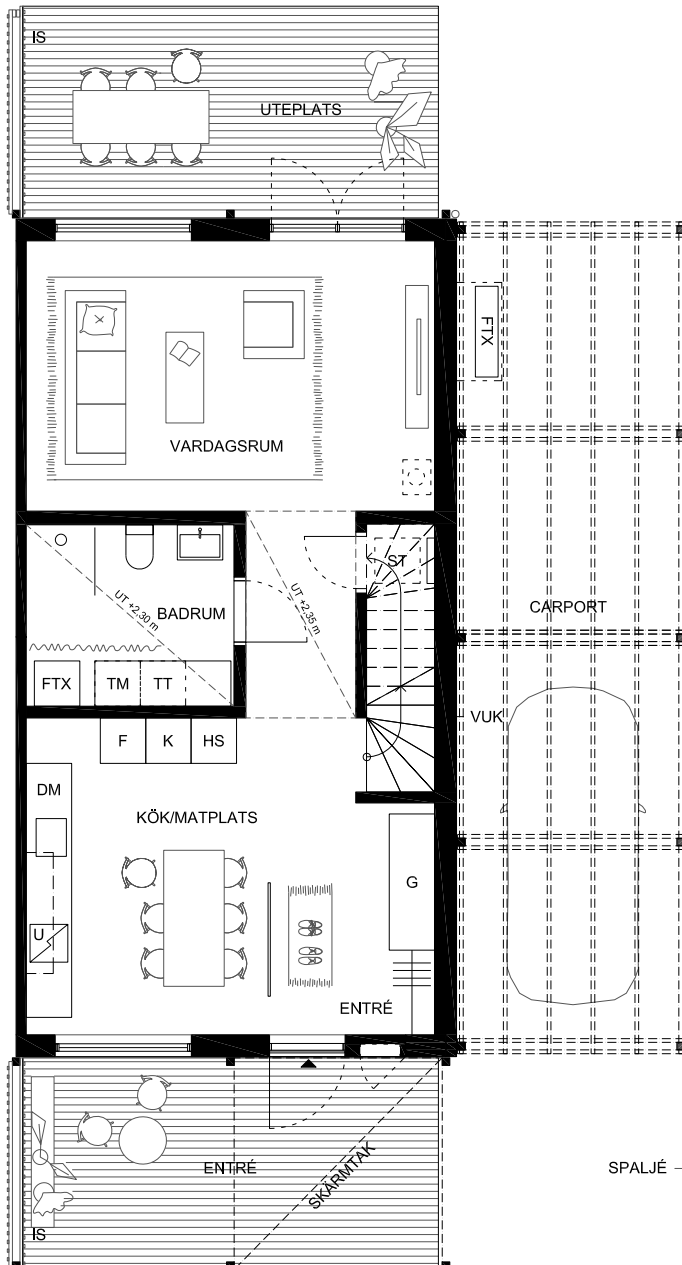 IS
UTEPLATS
FTX
VARDAGSRUM
ST
UT +2,30 m
UT +2,35 m
BADRUM
CARPORT
FTX
TM
TT
VUK
F
K
HS
DM
KÖK/MATPLATS
G
U
ENTRÉ
ENTRÉ
SKÄRMTAK
SPALJÉ
IS